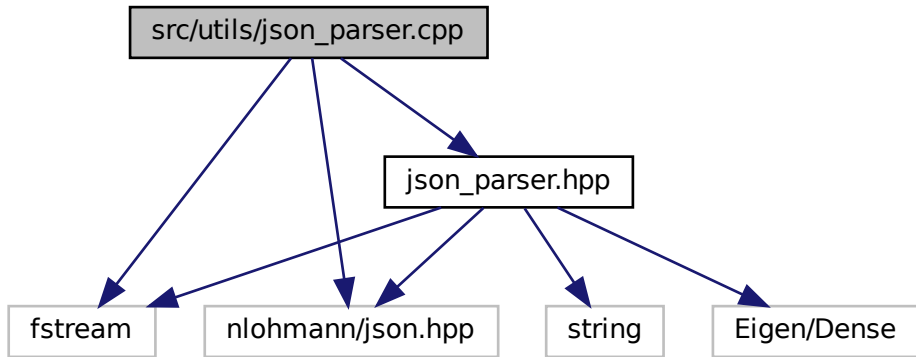 src/utils/json_parser.cpp
json_parser.hpp
fstream
nlohmann/json.hpp
string
Eigen/Dense